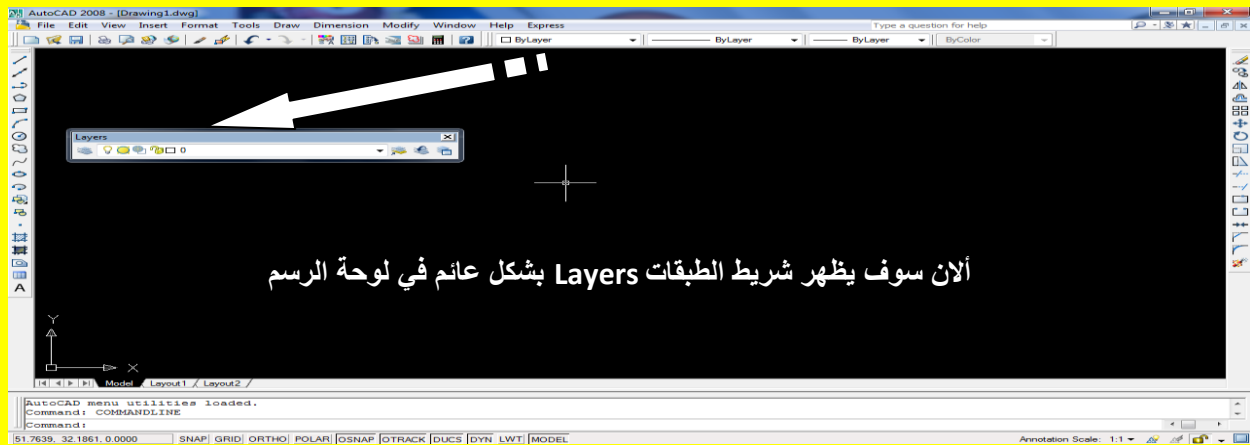 AutoCAD 2008 - [Drawing1.dwg]
File Edit View Insert Format Tools Draw Dimension Modify Window Help Express Type a question for help
ByLayer ByLayer ByLayer ByColor
Layers
0
ألان سوف يظهر شريط الطبقات Layers بشكل عائم في لوحة الرسم
A
Y
X
Model Layout1 Layout2
AutoCAD menu utilities loaded.
Command: COMMANDLINE
Command:
51.7639, 32.1861, 0.0000 SNAP GRID ORTHO POLAR OSNAP OTRACK DUCS DYN LWT MODEL Annotation Scale: 1:1